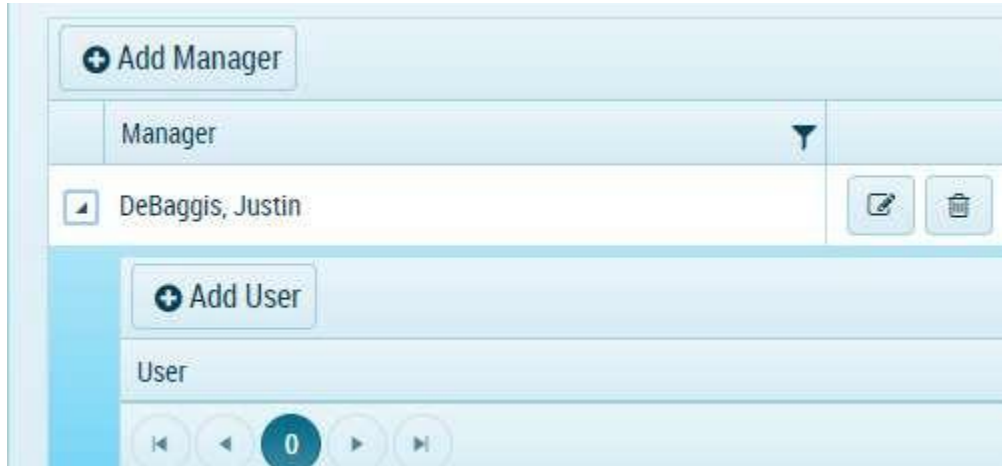 Add Manager
Manager
DeBaggis, Justin
Add User
User
0